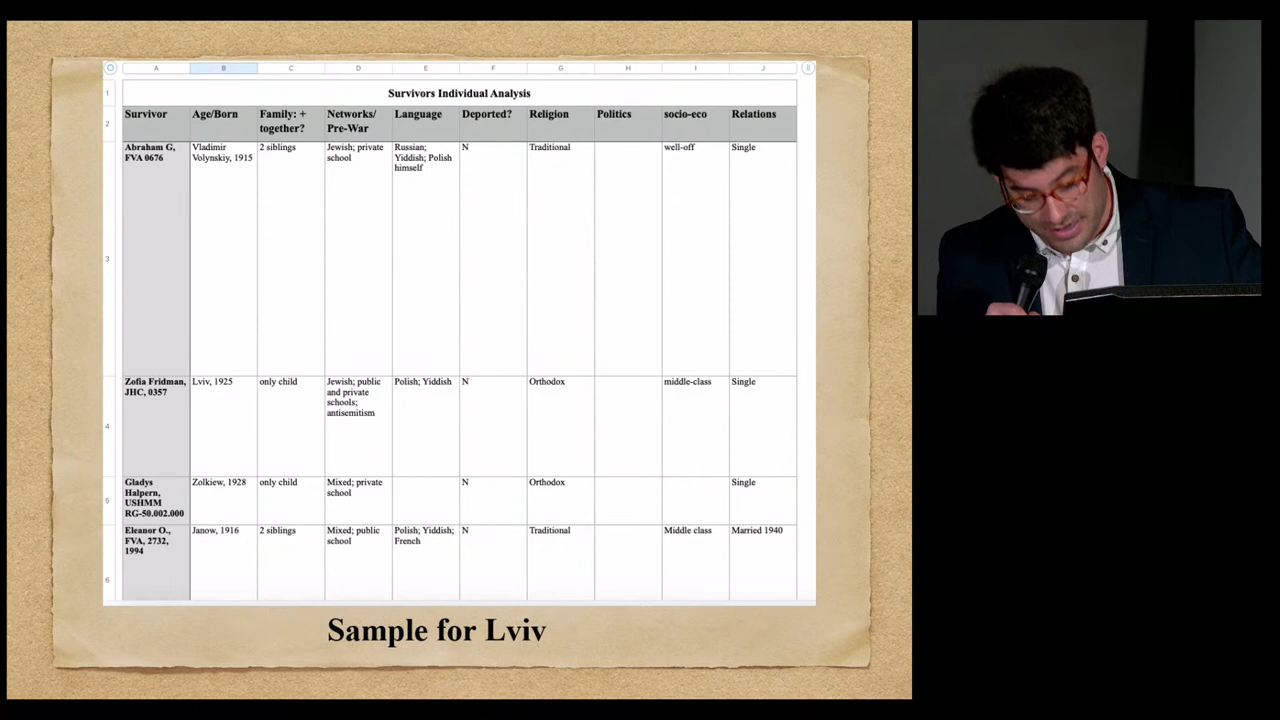 A B C D E F G H I J
1 Survivors Individual Analysis
2 Survivor Age/Born Family: + together? Networks/ Pre-War Language Deported? Religion Politics socio-eco Relations
3 Abraham G, FVA 0676 Vladimir Volynskiy, 1915 2 siblings Jewish; private school Russian; Yiddish; Polish himself N Traditional well-off Single
4 Zofia Fridman, JHC, 0357 Lviv, 1925 only child Jewish; public and private schools; antisemitism Polish; Yiddish N Orthodox middle-class Single
5 Gladys Halpern, USHMM RG-50.002.000 Zolkiew, 1928 only child Mixed; private school N Orthodox Single
6 Eleanor O., FVA, 2732, 1994 Janow, 1916 2 siblings Mixed; public school Polish; Yiddish; French N Traditional Middle class Married 1940
Sample for Lviv